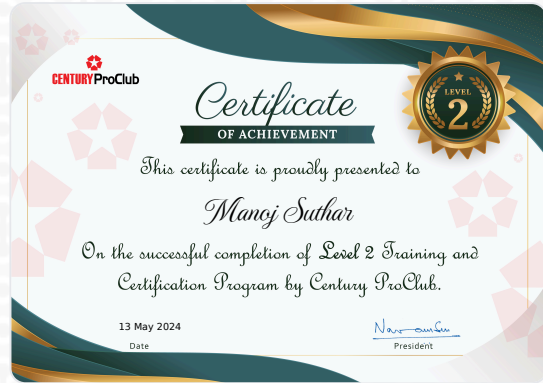 CENTURY ProClub
Certificate
OF ACHIEVEMENT
LEVEL
2
This certificate is proudly presented to
Manoj Suthar
On the successful completion of Level 2 Training and
Certification Program by Century ProClub.
13 May 2024
Date
President